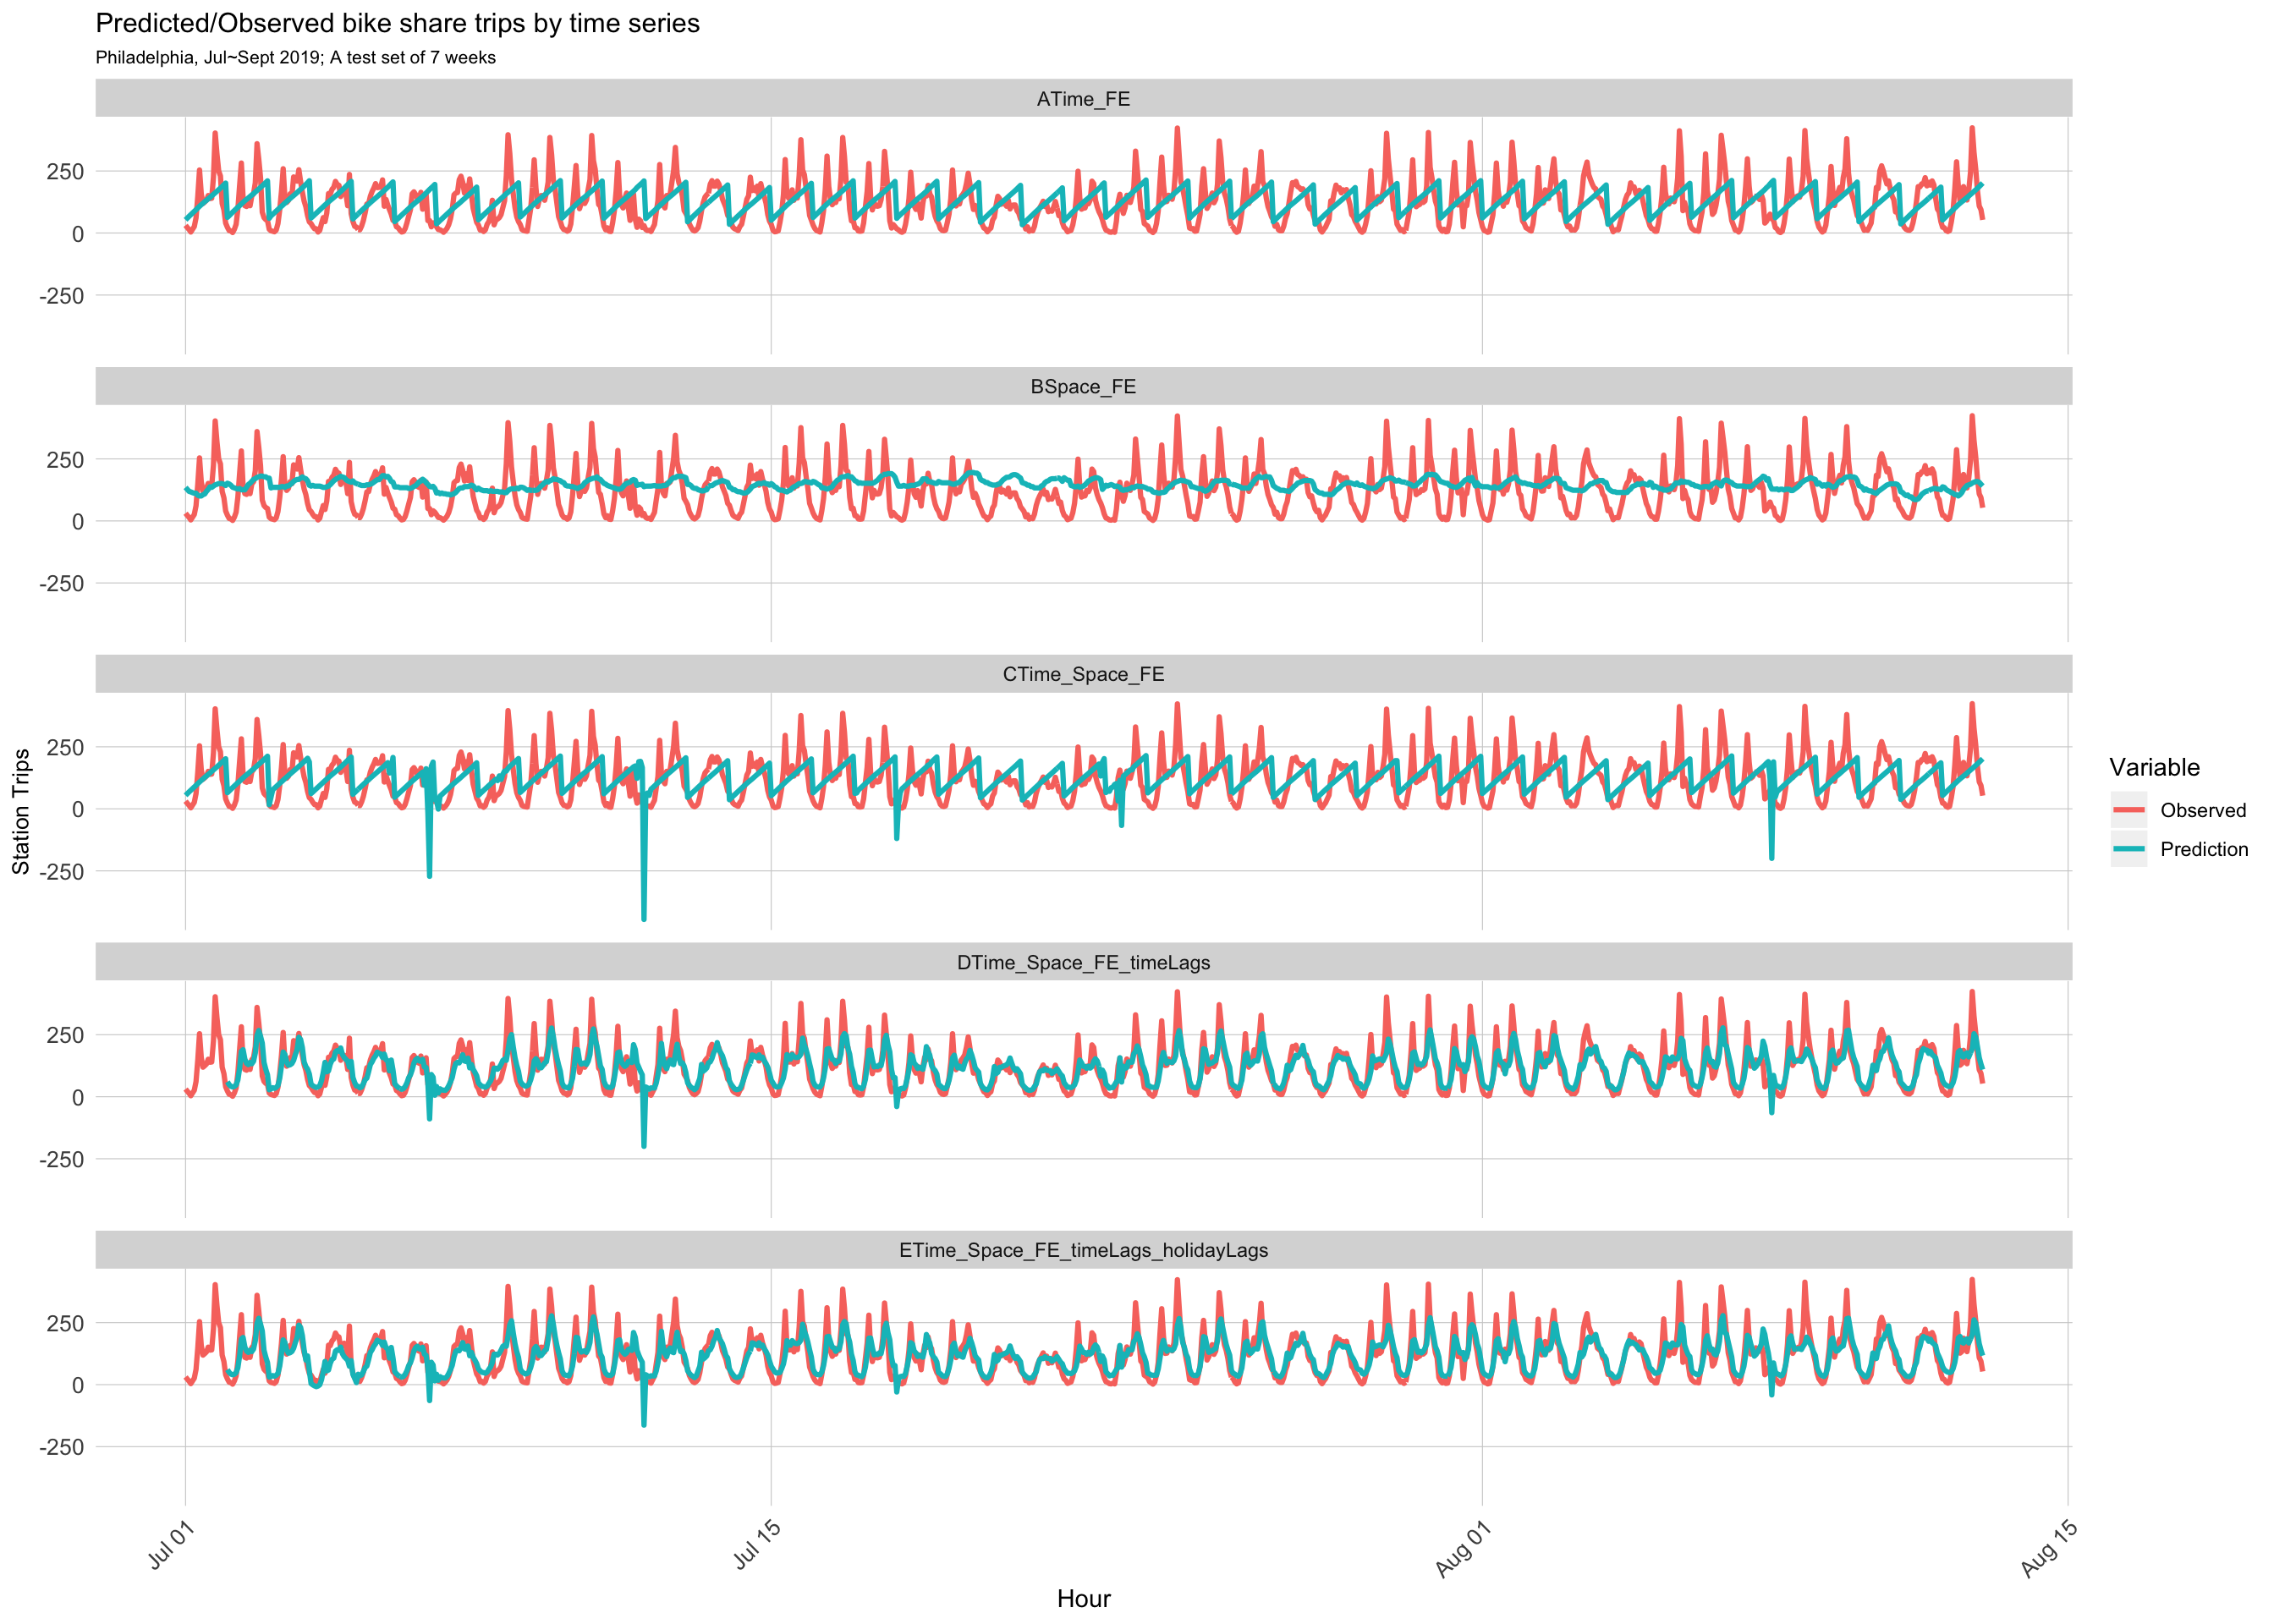 Predicted/Observed bike share trips by time series
Philadelphia, Jul~Sept 2019; A test set of 7 weeks
ATime_FE
250
0
-250
BSpace_FE
250
0
-250
CTime_Space_FE
250
0
-250
DTime_Space_FE_timeLags
250
0
-250
ETime_Space_FE_timeLags_holidayLags
250
0
-250
Station Trips
Jul 01
Jul 15
Aug 01
Aug 15
Hour
Variable
Observed
Prediction